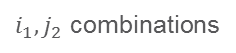 𝑖₁, 𝑗₂ combinations